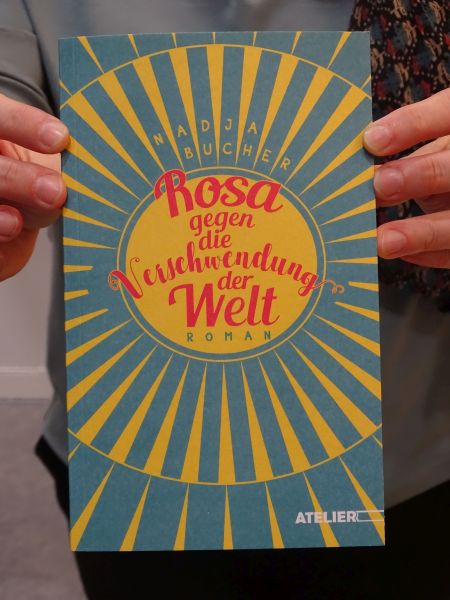 NADJA
BUCHER
Rosa
gegen
die
Verschwendung
der
Welt
ROMAN
ATELIER